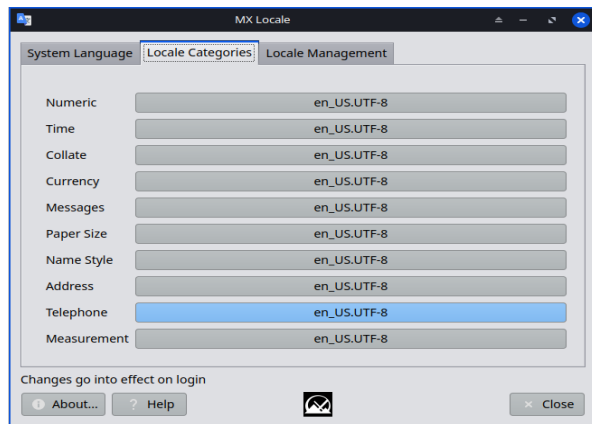 MX Locale
System Language Locale Categories Locale Management
Numeric en_US.UTF-8
Time en_US.UTF-8
Collate en_US.UTF-8
Currency en_US.UTF-8
Messages en_US.UTF-8
Paper Size en_US.UTF-8
Name Style en_US.UTF-8
Address en_US.UTF-8
Telephone en_US.UTF-8
Measurement en_US.UTF-8
Changes go into effect on login
About... ? Help Close